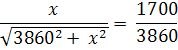 x/√(3860² + x²) = 1700/3860